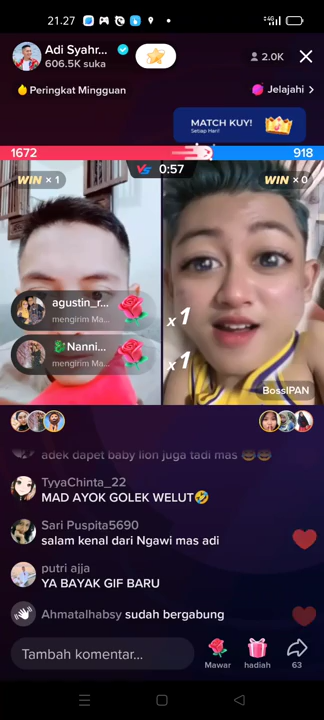 21.27
Adi Syahr...
606.5K suka
2.0K
Peringkat Mingguan
Jelajahi >
MATCH KUY!
Setiap Hari!
1672
918
WIN x 1
VS 0:57
WIN x 0
agustin_r...
mengirim Ma...
x1
Nanni...
mengirim Ma...
x1
BossIPAN
adek dapet baby lion juga tadi mas 😄😄
TyyaChinta_22
MAD AYOK GOLEK WELUT🤣
Sari Puspita5690
salam kenal dari Ngawi mas adi
putri ajja
YA BAYAK GIF BARU
Ahmatalhabsy sudah bergabung
Tambah komentar...
Mawar
hadiah
63